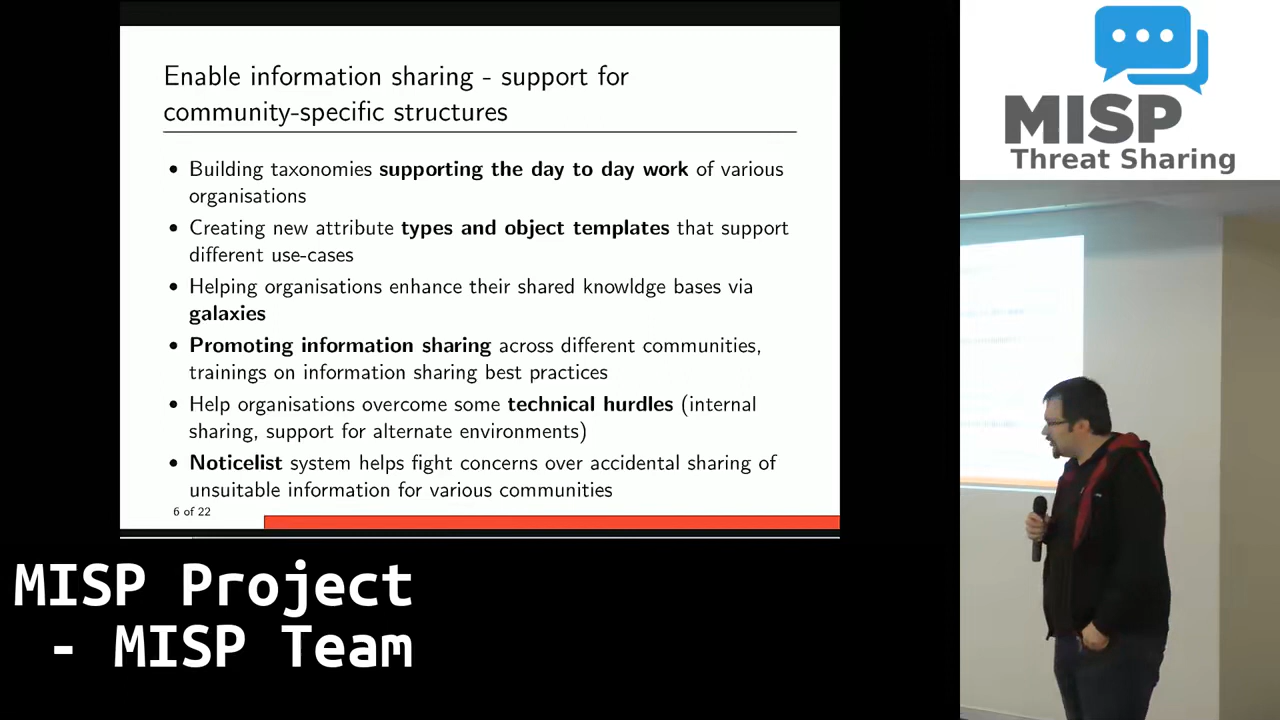 Enable information sharing - support for
community-specific structures
• Building taxonomies supporting the day to day work of various
organisations
• Creating new attribute types and object templates that support
different use-cases
• Helping organisations enhance their shared knowldge bases via
galaxies
• Promoting information sharing across different communities,
trainings on information sharing best practices
• Help organisations overcome some technical hurdles (internal
sharing, support for alternate environments)
• Noticelist system helps fight concerns over accidental sharing of
unsuitable information for various communities
6 of 22
MISP
Threat Sharing
MISP Project
- MISP Team